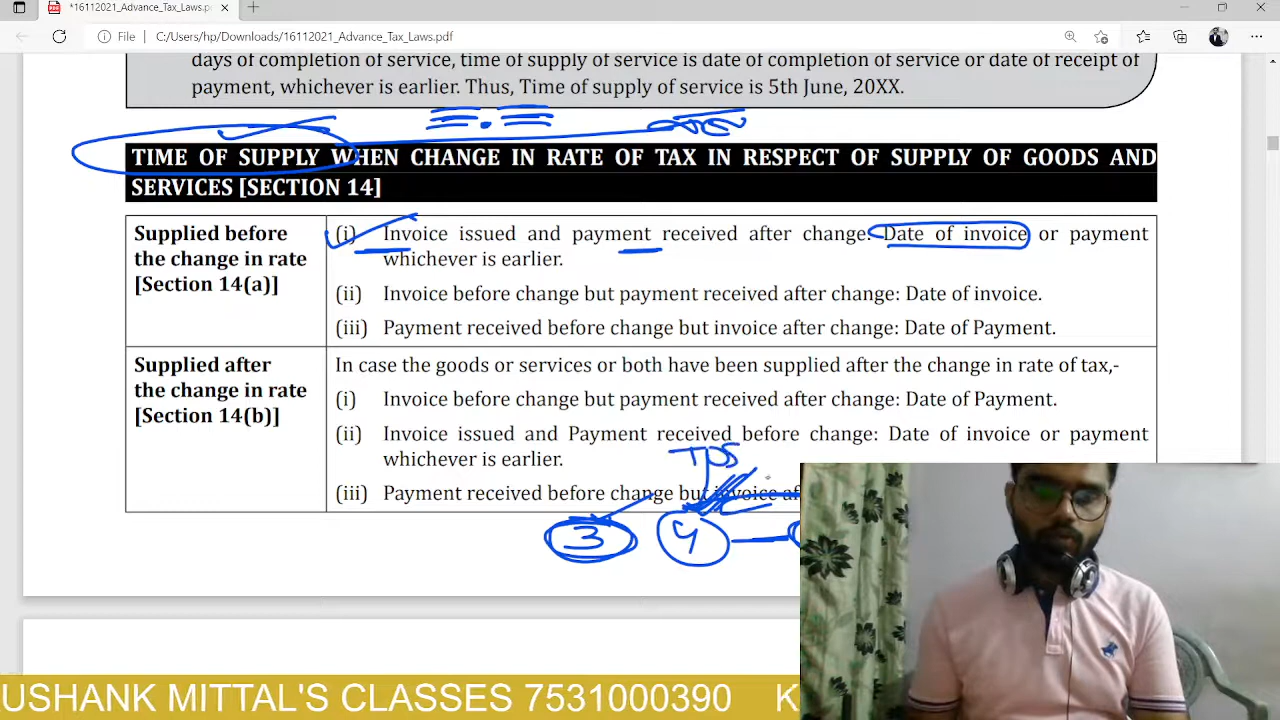 *16112021_Advance_Tax_Laws.pdf
File
C:/Users/hp/Downloads/16112021_Advance_Tax_Laws.pdf
days of completion of service, time of supply of service is date of completion of service or date of receipt of
payment, whichever is earlier. Thus, Time of supply of service is 5th June, 20XX.
TIME OF SUPPLY WHEN CHANGE IN RATE OF TAX IN RESPECT OF SUPPLY OF GOODS AND
SERVICES [SECTION 14]
Supplied before
the change in rate
[Section 14(a)]
(i) Invoice issued and payment received after change: Date of invoice or payment
whichever is earlier.
(ii) Invoice before change but payment received after change: Date of invoice.
(iii) Payment received before change but invoice after change: Date of Payment.
Supplied after
the change in rate
[Section 14(b)]
In case the goods or services or both have been supplied after the change in rate of tax,-
(i) Invoice before change but payment received after change: Date of Payment.
(ii) Invoice issued and Payment received before change: Date of invoice or payment
whichever is earlier.
(iii) Payment received before change but invoice af
TOS
3 4
USHANK MITTAL'S CLASSES 7531000390 K